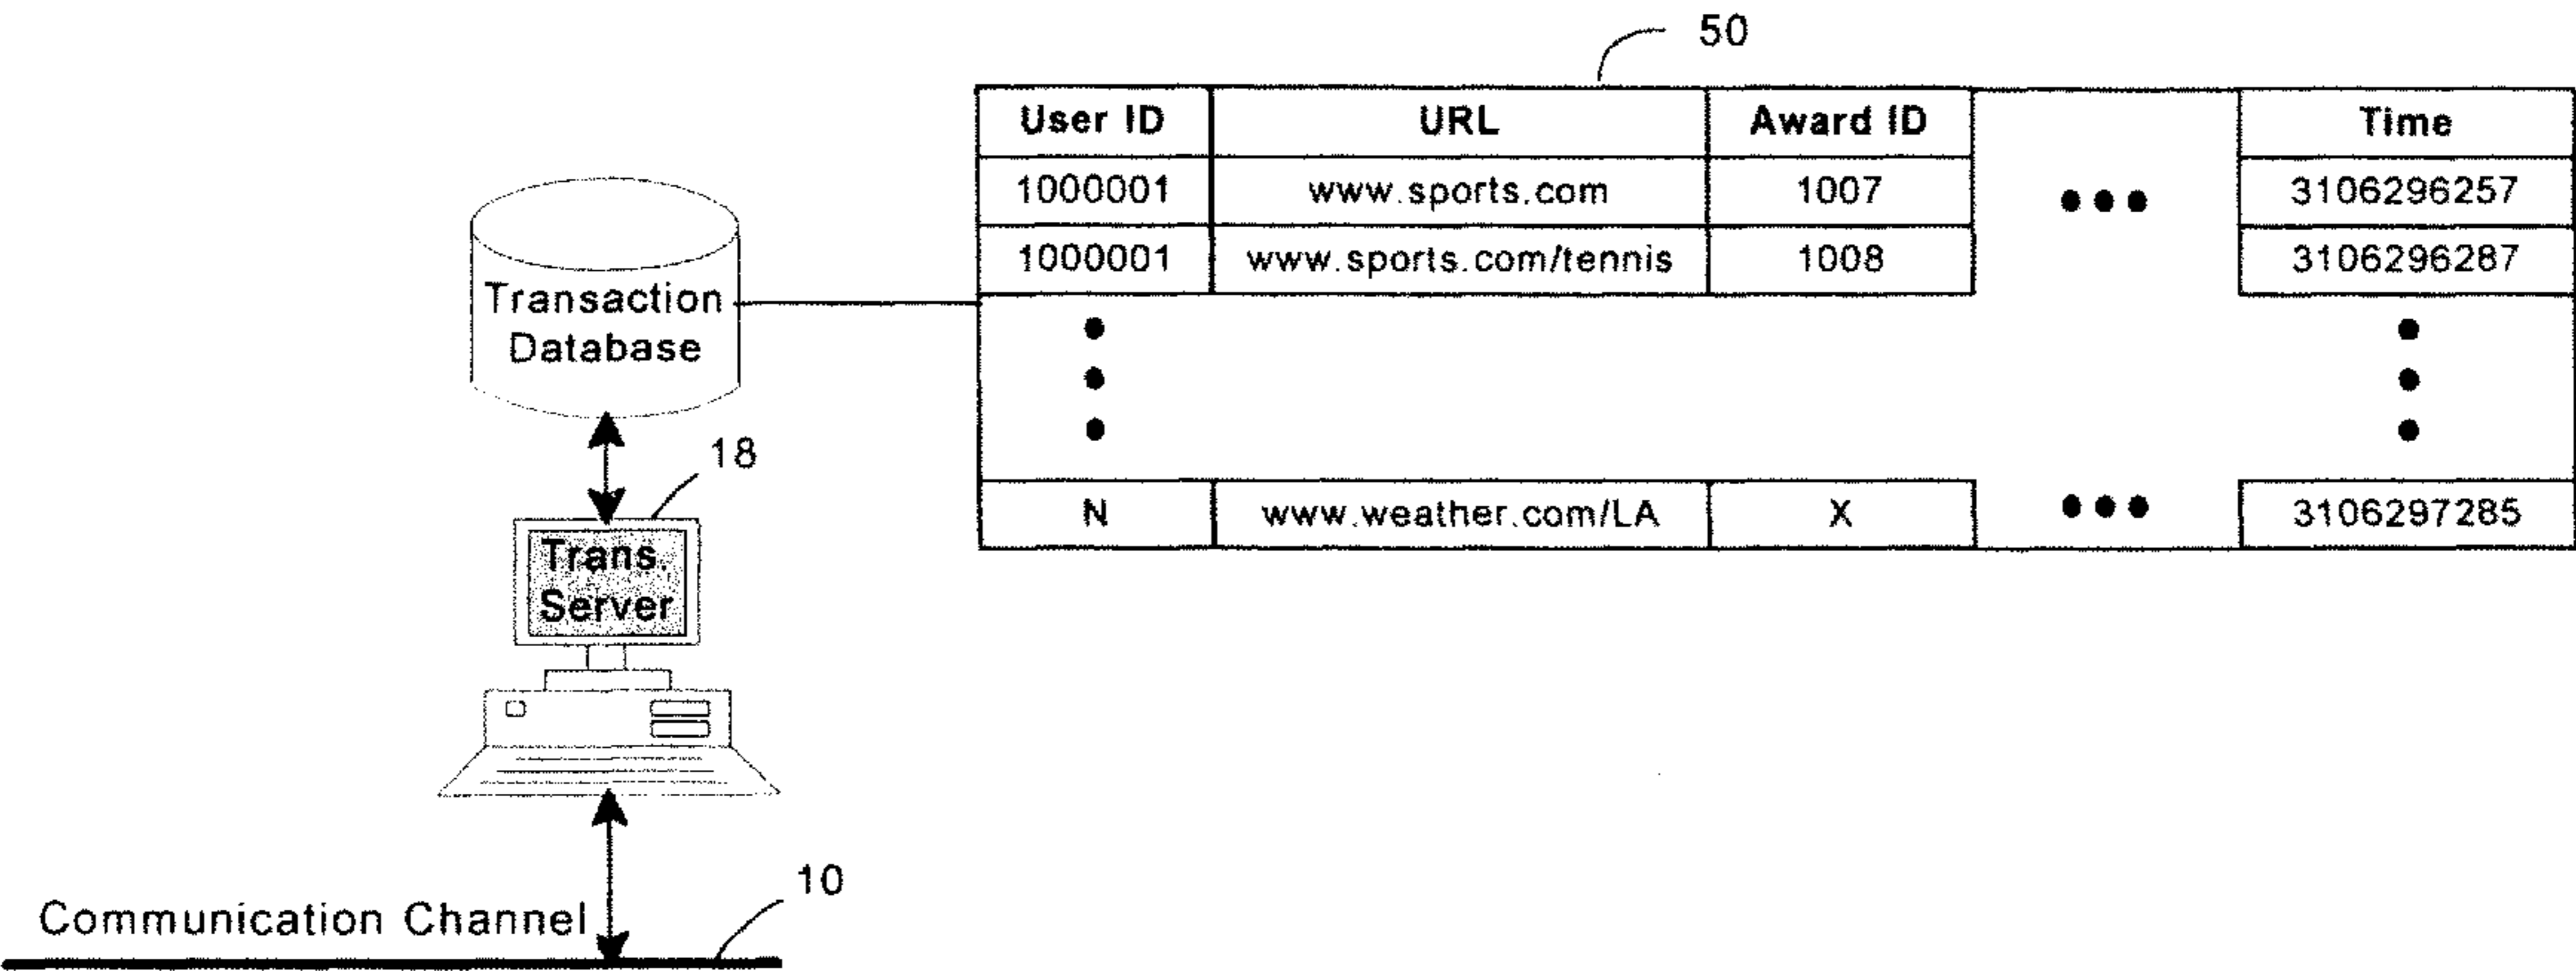 50
User ID URL Award ID Time
1000001 www.sports.com 1007 ••• 3106296257
1000001 www.sports.com/tennis 1008 3106296287
Transaction
Database
N www.weather.com/LA X ••• 3106297285
18
Trans.
Server
10
Communication Channel